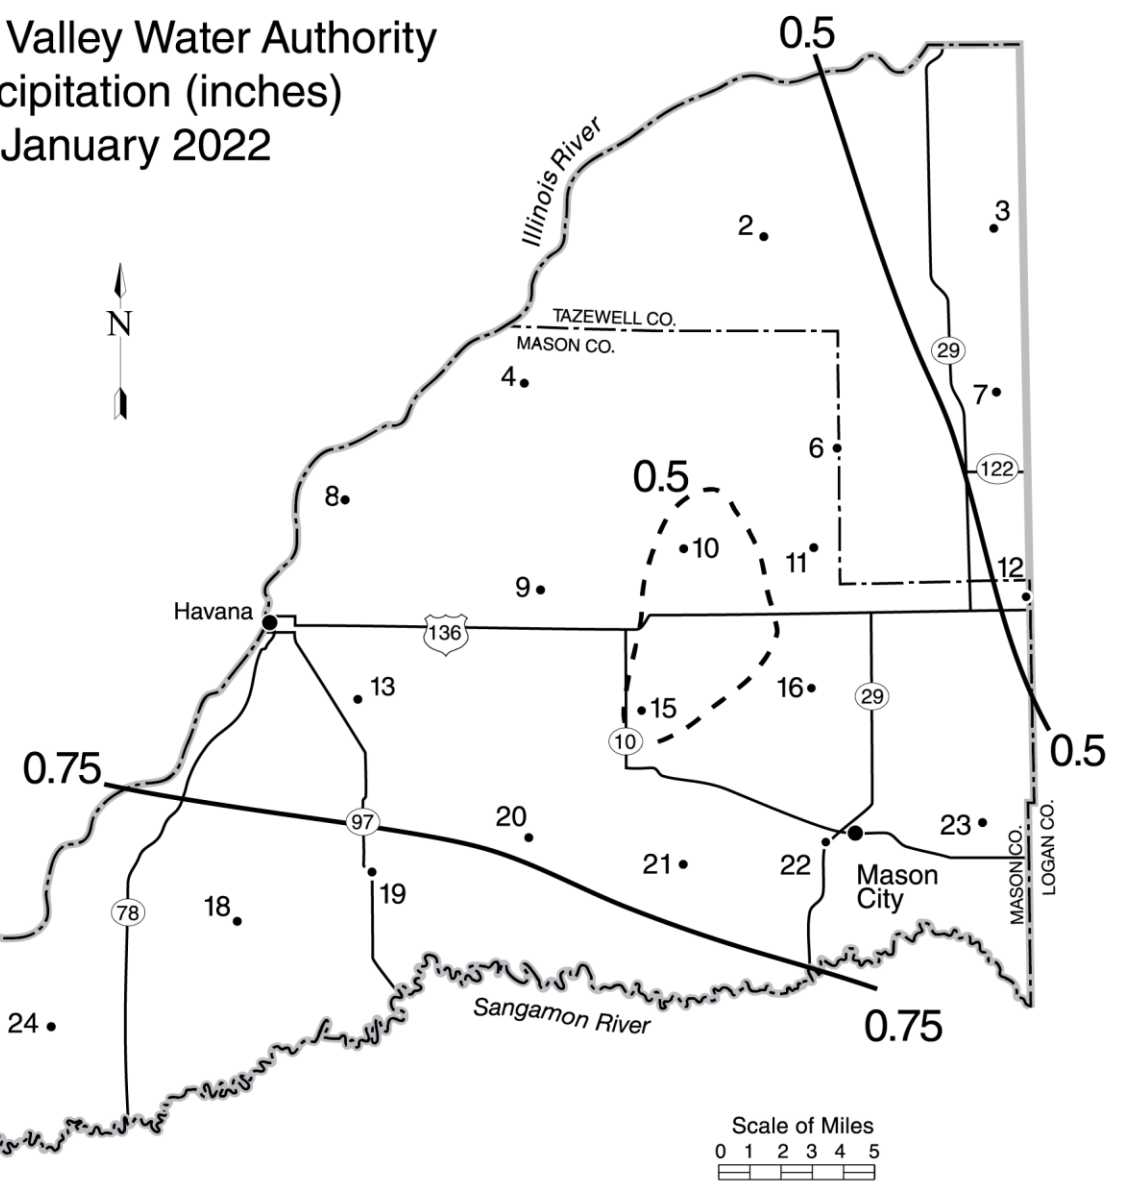 Valley Water Authority
cipitation (inches)
January 2022
0.5
Illinois River
2
3
N
TAZEWELL CO.
MASON CO.
29
4
7
6
122
0.5
8
10
11
12
9
Havana
136
13
16
29
15
10
0.75
0.5
97
20
23
21
22
Mason
City
MASON CO.
LOGAN CO.
19
18
78
24
Sangamon River
0.75
Scale of Miles
0 1 2 3 4 5